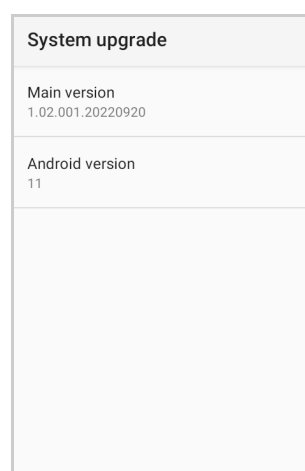 System upgrade
Main version
1.02.001.20220920
Android version
11